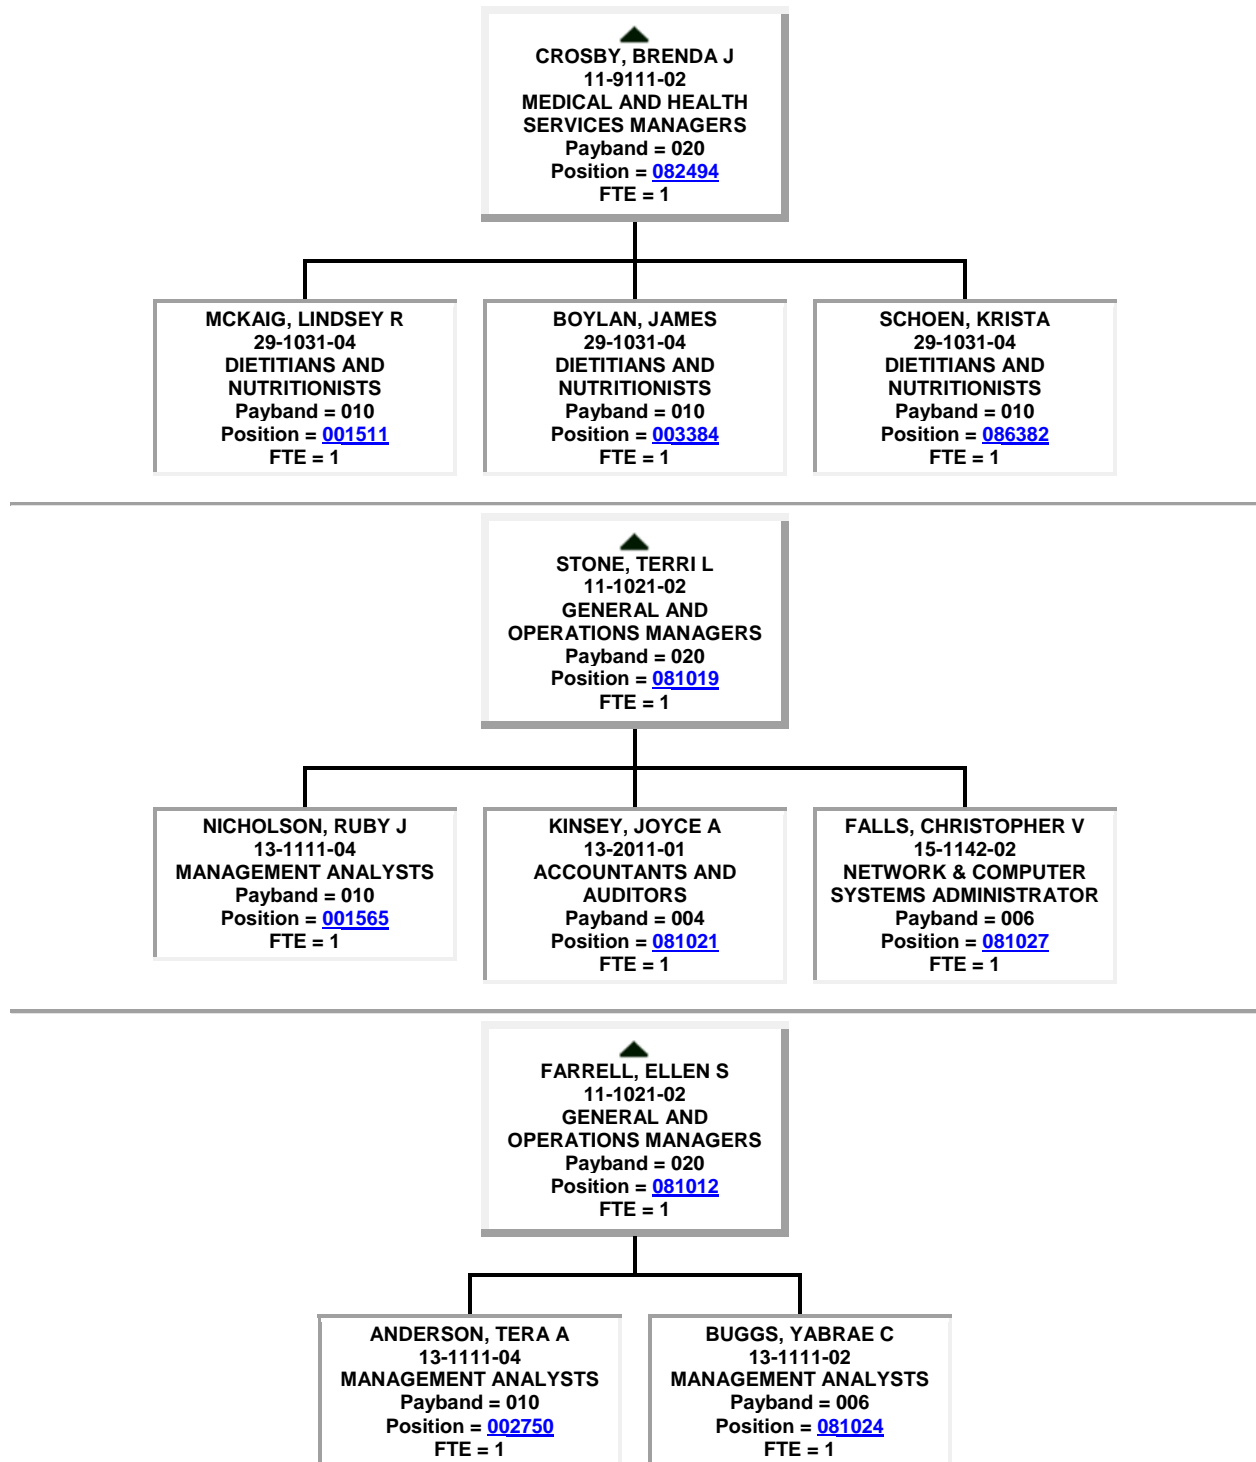 CROSBY, BRENDA J
11-9111-02
MEDICAL AND HEALTH
SERVICES MANAGERS
Payband = 020
Position = 082494
FTE = 1
MCKAIG, LINDSEY R
29-1031-04
DIETITIANS AND
NUTRITIONISTS
Payband = 010
Position = 001511
FTE = 1
BOYLAN, JAMES
29-1031-04
DIETITIANS AND
NUTRITIONISTS
Payband = 010
Position = 003384
FTE = 1
SCHOEN, KRISTA
29-1031-04
DIETITIANS AND
NUTRITIONISTS
Payband = 010
Position = 086382
FTE = 1
STONE, TERRI L
11-1021-02
GENERAL AND
OPERATIONS MANAGERS
Payband = 020
Position = 081019
FTE = 1
NICHOLSON, RUBY J
13-1111-04
MANAGEMENT ANALYSTS
Payband = 010
Position = 001565
FTE = 1
KINSEY, JOYCE A
13-2011-01
ACCOUNTANTS AND
AUDITORS
Payband = 004
Position = 081021
FTE = 1
FALLS, CHRISTOPHER V
15-1142-02
NETWORK & COMPUTER
SYSTEMS ADMINISTRATOR
Payband = 006
Position = 081027
FTE = 1
FARRELL, ELLEN S
11-1021-02
GENERAL AND
OPERATIONS MANAGERS
Payband = 020
Position = 081012
FTE = 1
ANDERSON, TERA A
13-1111-04
MANAGEMENT ANALYSTS
Payband = 010
Position = 002750
FTE = 1
BUGGS, YABRAE C
13-1111-02
MANAGEMENT ANALYSTS
Payband = 006
Position = 081024
FTE = 1